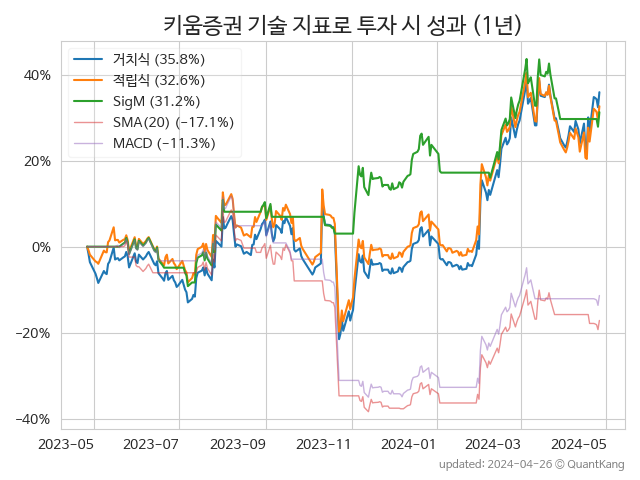 키움증권 기술 지표로 투자 시 성과 (1년)
거치식 (35.8%)
적립식 (32.6%)
SigM (31.2%)
SMA(20) (−17.1%)
MACD (−11.3%)
40%
20%
0%
−20%
−40%
2023-05 2023-07 2023-09 2023-11 2024-01 2024-03 2024-05
updated: 2024-04-26 © QuantKang